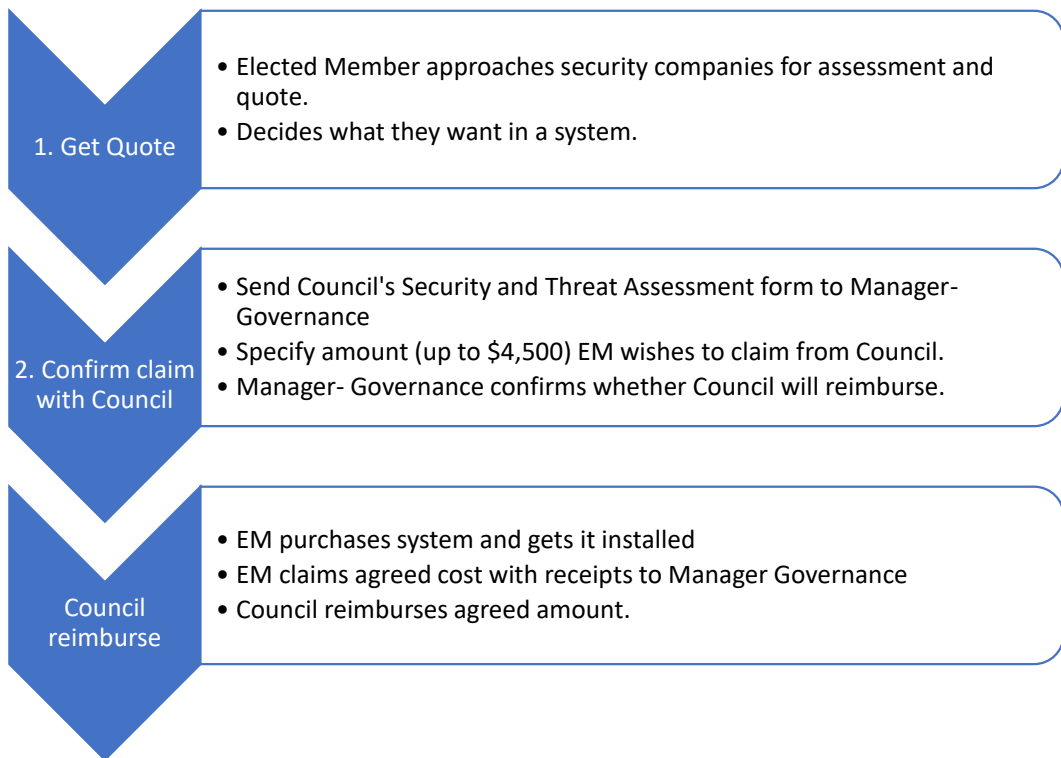 1. Get Quote
• Elected Member approaches security companies for assessment and
quote.
• Decides what they want in a system.
2. Confirm claim
with Council
• Send Council's Security and Threat Assessment form to Manager-
Governance
• Specify amount (up to $4,500) EM wishes to claim from Council.
• Manager- Governance confirms whether Council will reimburse.
Council
reimburse
• EM purchases system and gets it installed
• EM claims agreed cost with receipts to Manager Governance
• Council reimburses agreed amount.